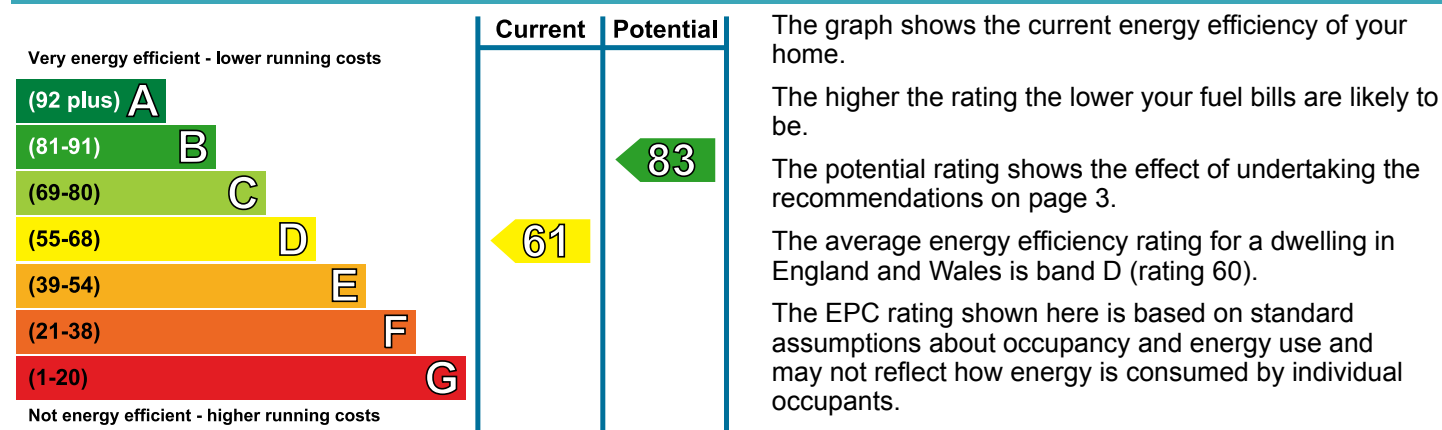 Current Potential
Very energy efficient - lower running costs
(92 plus) A
(81-91) B
83
(69-80) C
(55-68) D
61
(39-54) E
(21-38) F
(1-20) G
Not energy efficient - higher running costs
The graph shows the current energy efficiency of your
home.
The higher the rating the lower your fuel bills are likely to
be.
The potential rating shows the effect of undertaking the
recommendations on page 3.
The average energy efficiency rating for a dwelling in
England and Wales is band D (rating 60).
The EPC rating shown here is based on standard
assumptions about occupancy and energy use and
may not reflect how energy is consumed by individual
occupants.